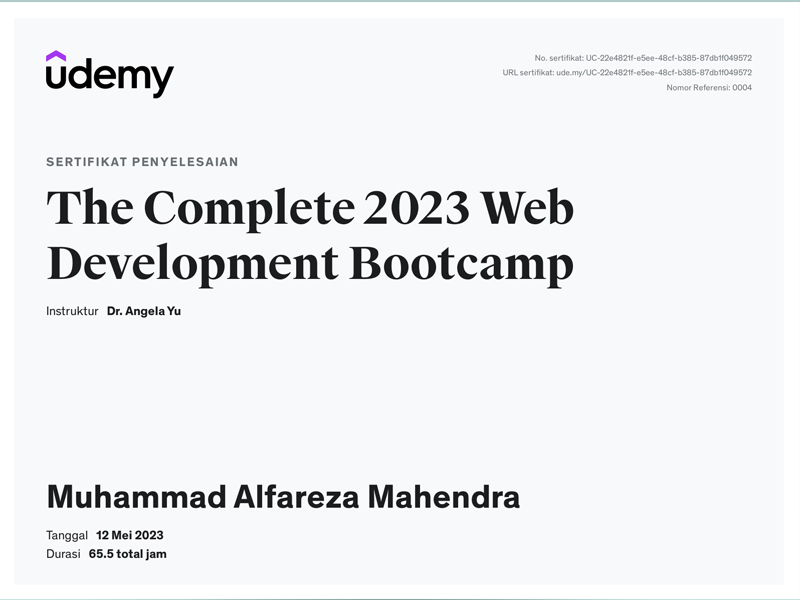 udemy
No. sertifikat: UC-22e4821f-e5ee-48cf-b385-87db1f049572
URL sertifikat: ude.my/UC-22e4821f-e5ee-48cf-b385-87db1f049572
Nomor Referensi: 0004
SERTIFIKAT PENYELESAIAN
The Complete 2023 Web
Development Bootcamp
Instruktur Dr. Angela Yu
Muhammad Alfareza Mahendra
Tanggal 12 Mei 2023
Durasi 65.5 total jam